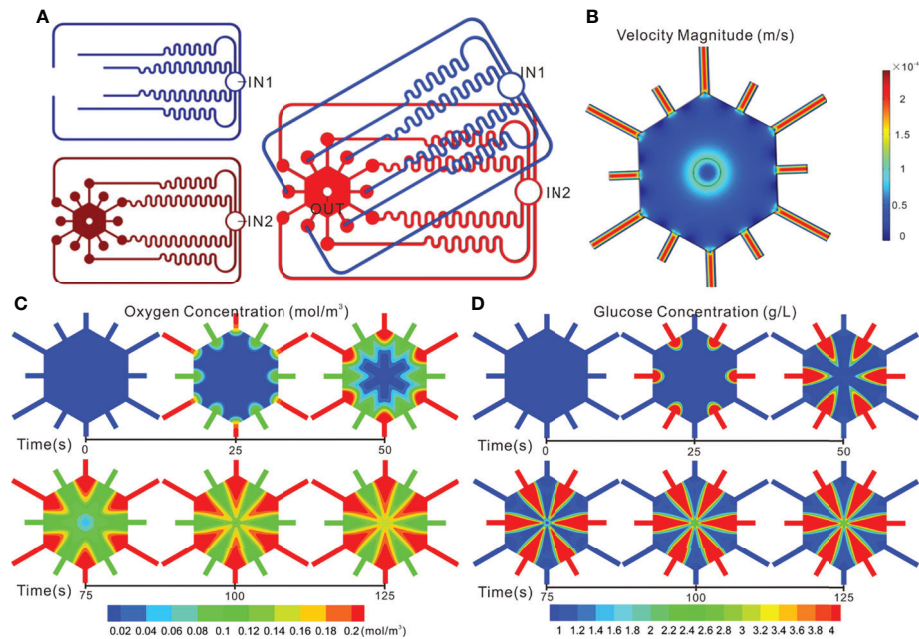 A
IN1
IN2
IN1
IN2
OUT
B
Velocity Magnitude (m/s)
×10⁻⁴
2
1.5
1
0.5
0
C
Oxygen Concentration (mol/m³)
Time(s)
0 25 50
Time(s)
75 100 125
0.02 0.04 0.06 0.08 0.1 0.12 0.14 0.16 0.18 0.2 (mol/m³)
D
Glucose Concentration (g/L)
Time(s)
0 25 50
Time(s)
75 100 125
1 1.2 1.4 1.6 1.8 2 2.2 2.4 2.6 2.8 3 3.2 3.4 3.6 3.8 4